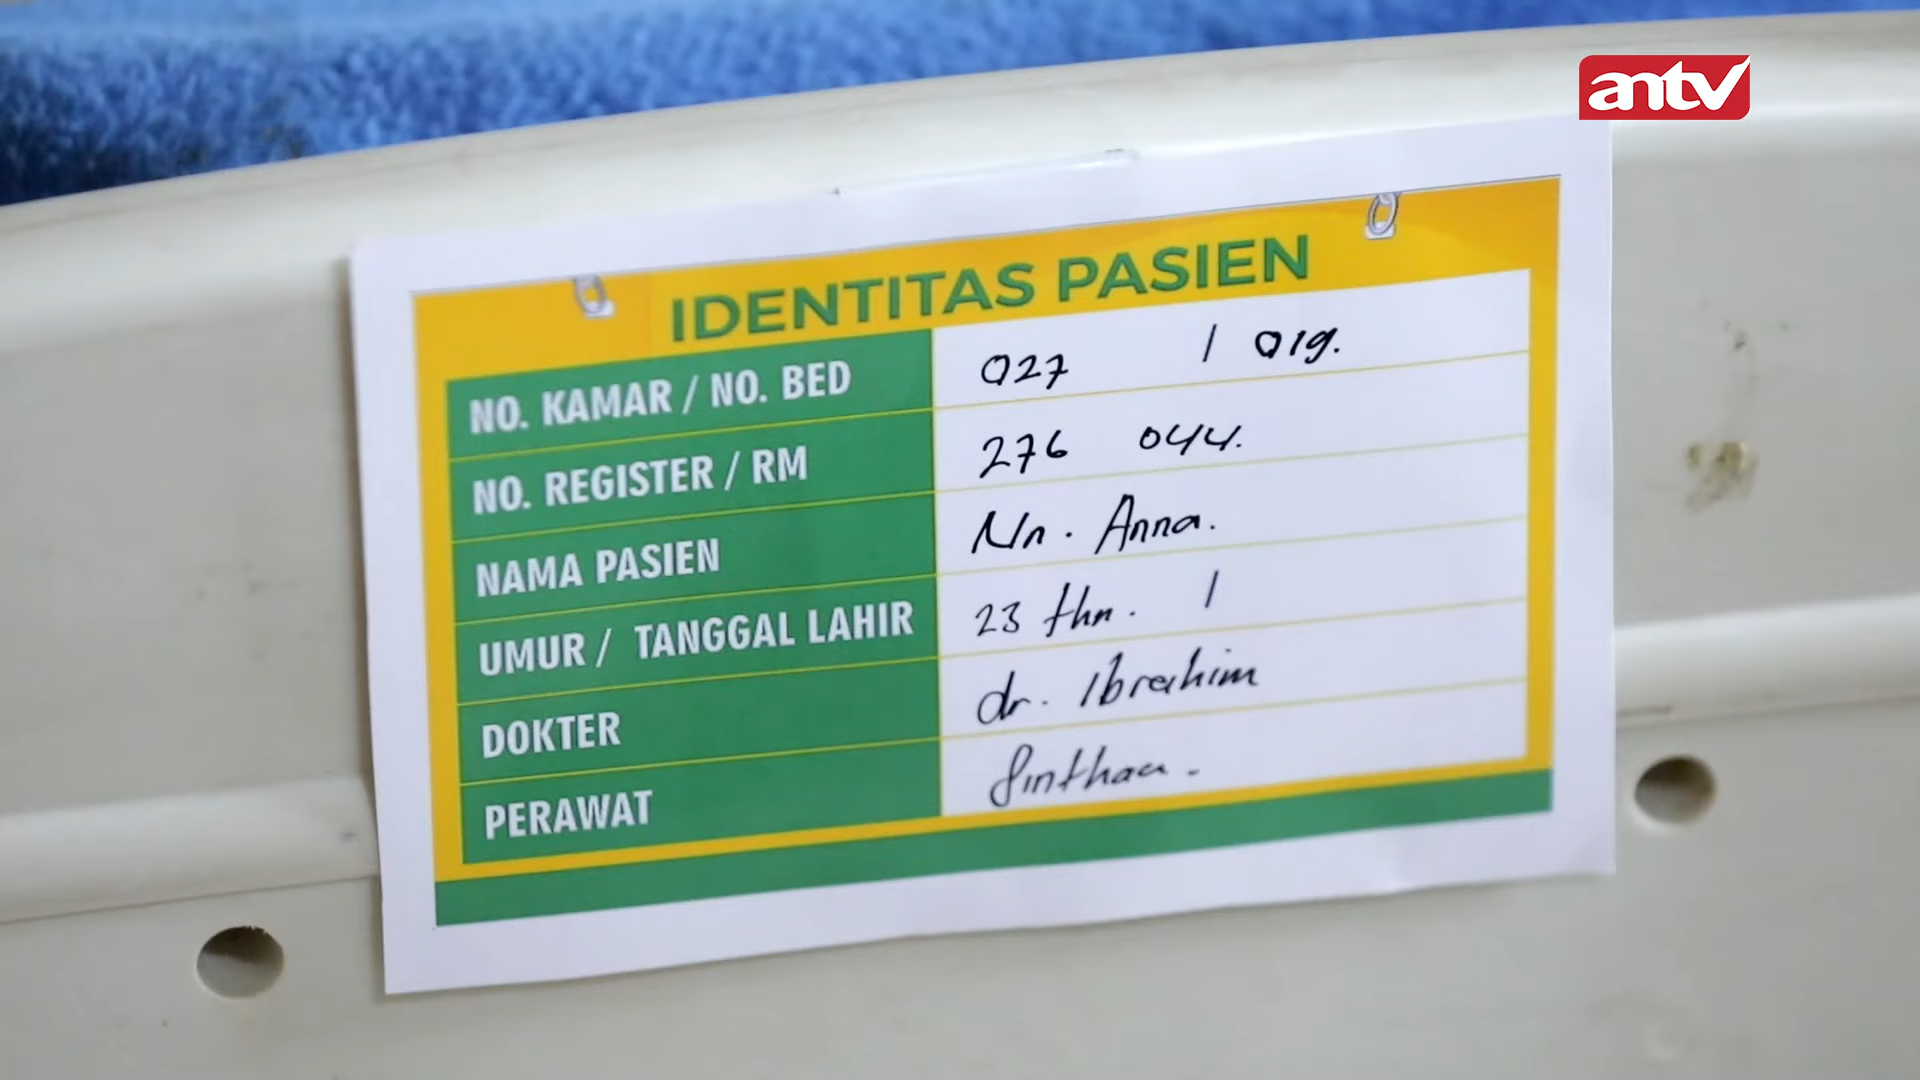 antv
IDENTITAS PASIEN
NO. KAMAR / NO. BED 027 / 019.
NO. REGISTER / RM 276 044.
NAMA PASIEN Nn. Anna.
UMUR / TANGGAL LAHIR 23 thn. /
DOKTER dr. Ibrahim
PERAWAT